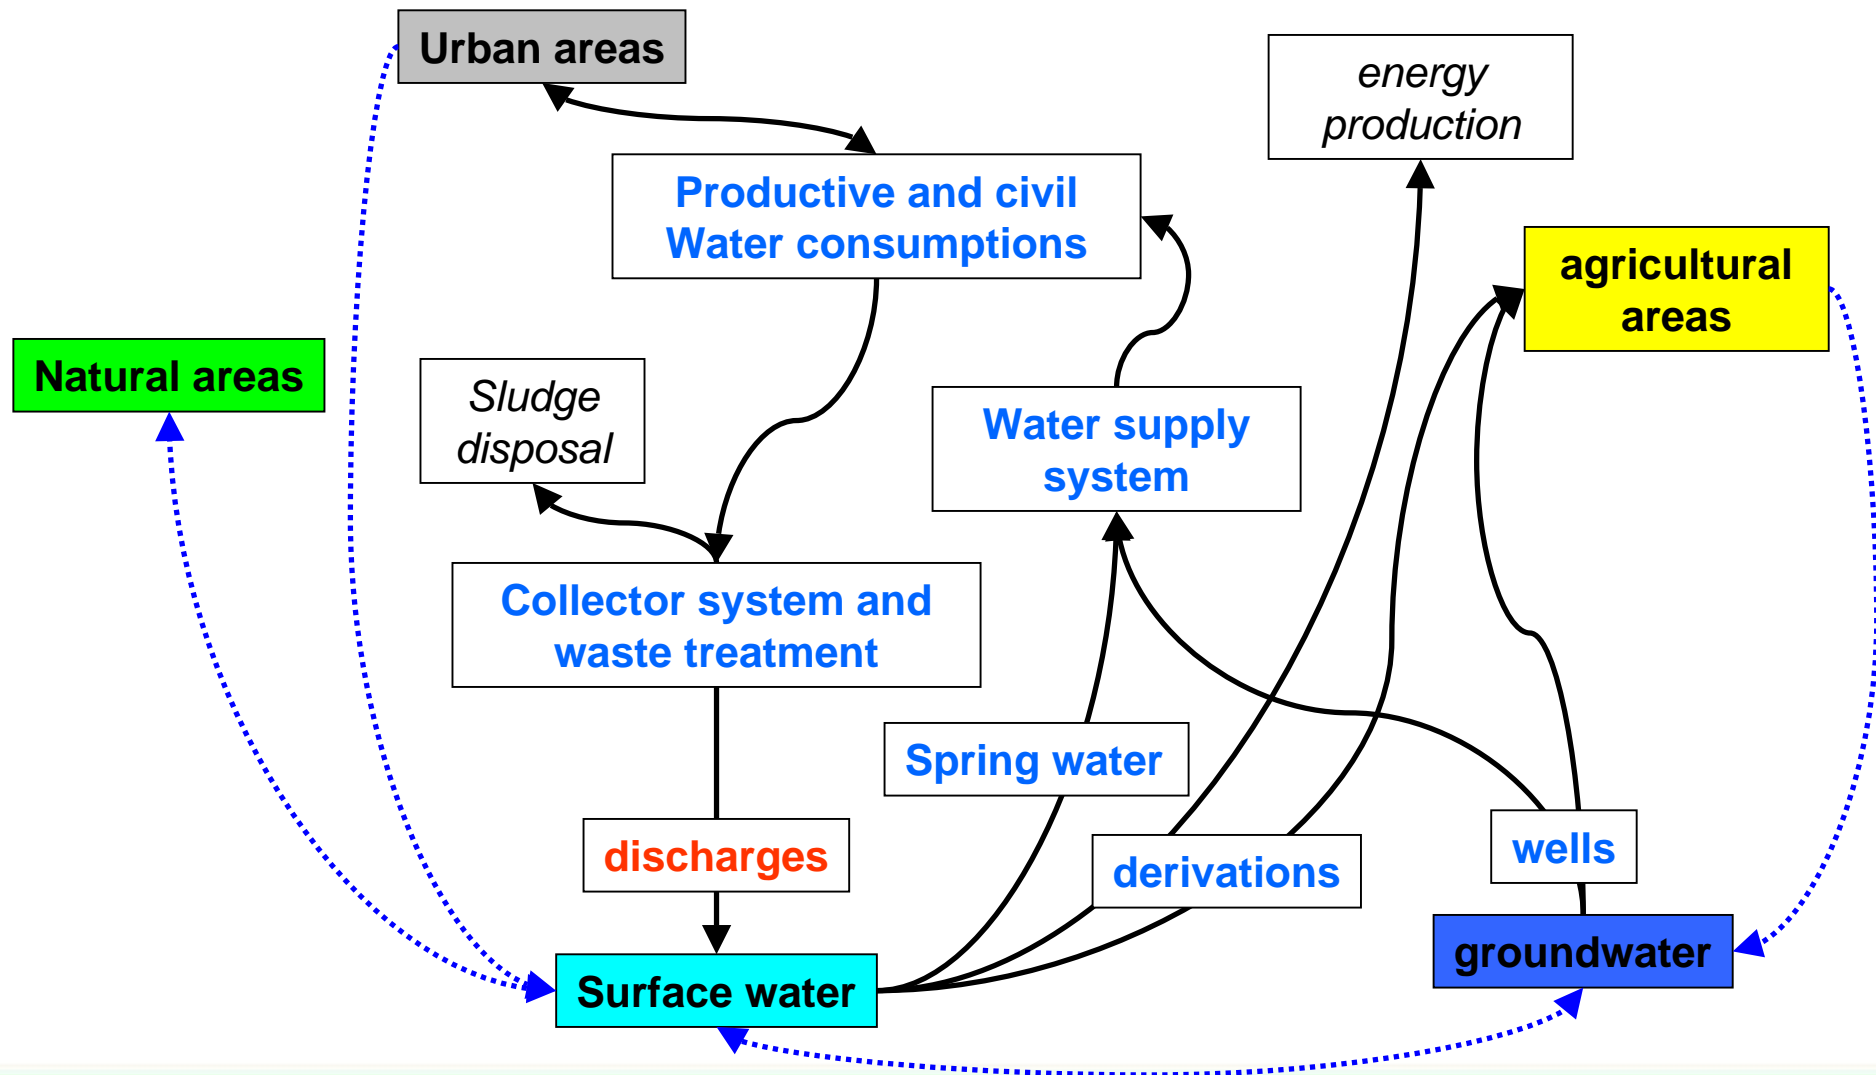 Urban areas
energy
production
Productive and civil
Water consumptions
agricultural
areas
Natural areas
Sludge
disposal
Water supply
system
Collector system and
waste treatment
Spring water
discharges
derivations
wells
groundwater
Surface water